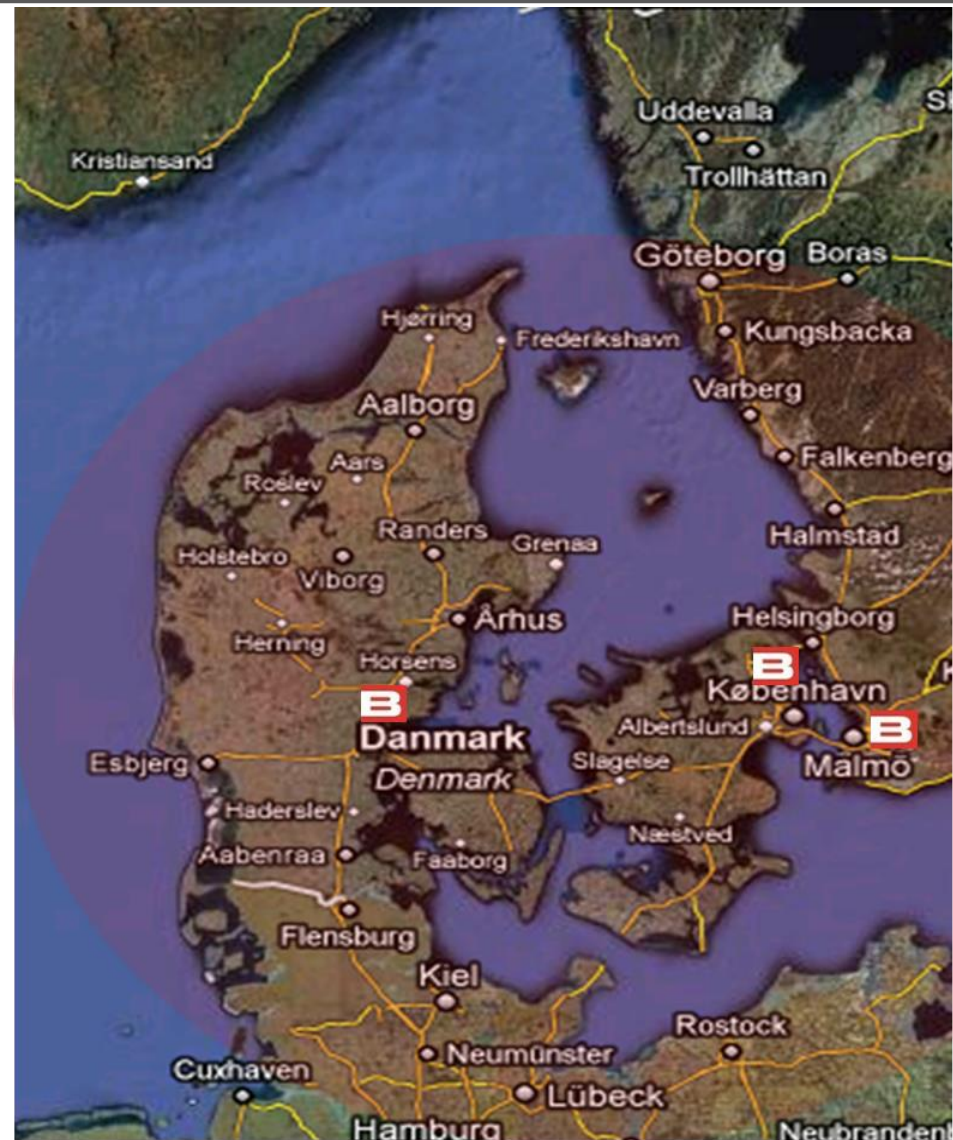 Uddevalla
Kristiansand
Trollhättan
Göteborg
Borås
Hjørring
Frederikshavn
Kungsbacka
Varberg
Aalborg
Aars
Falkenberg
Roslev
Randers
Grenaa
Halmstad
Holstebro
Viborg
Århus
Helsingborg
Herning
Horsens
B
København
B
Albertslund
B
Danmark
Slagelse
Malmö
Esbjerg
Denmark
Haderslev
Næstved
Aabenraa
Faaborg
Flensburg
Kiel
Rostock
Neumünster
Cuxhaven
Lübeck
Hamburg